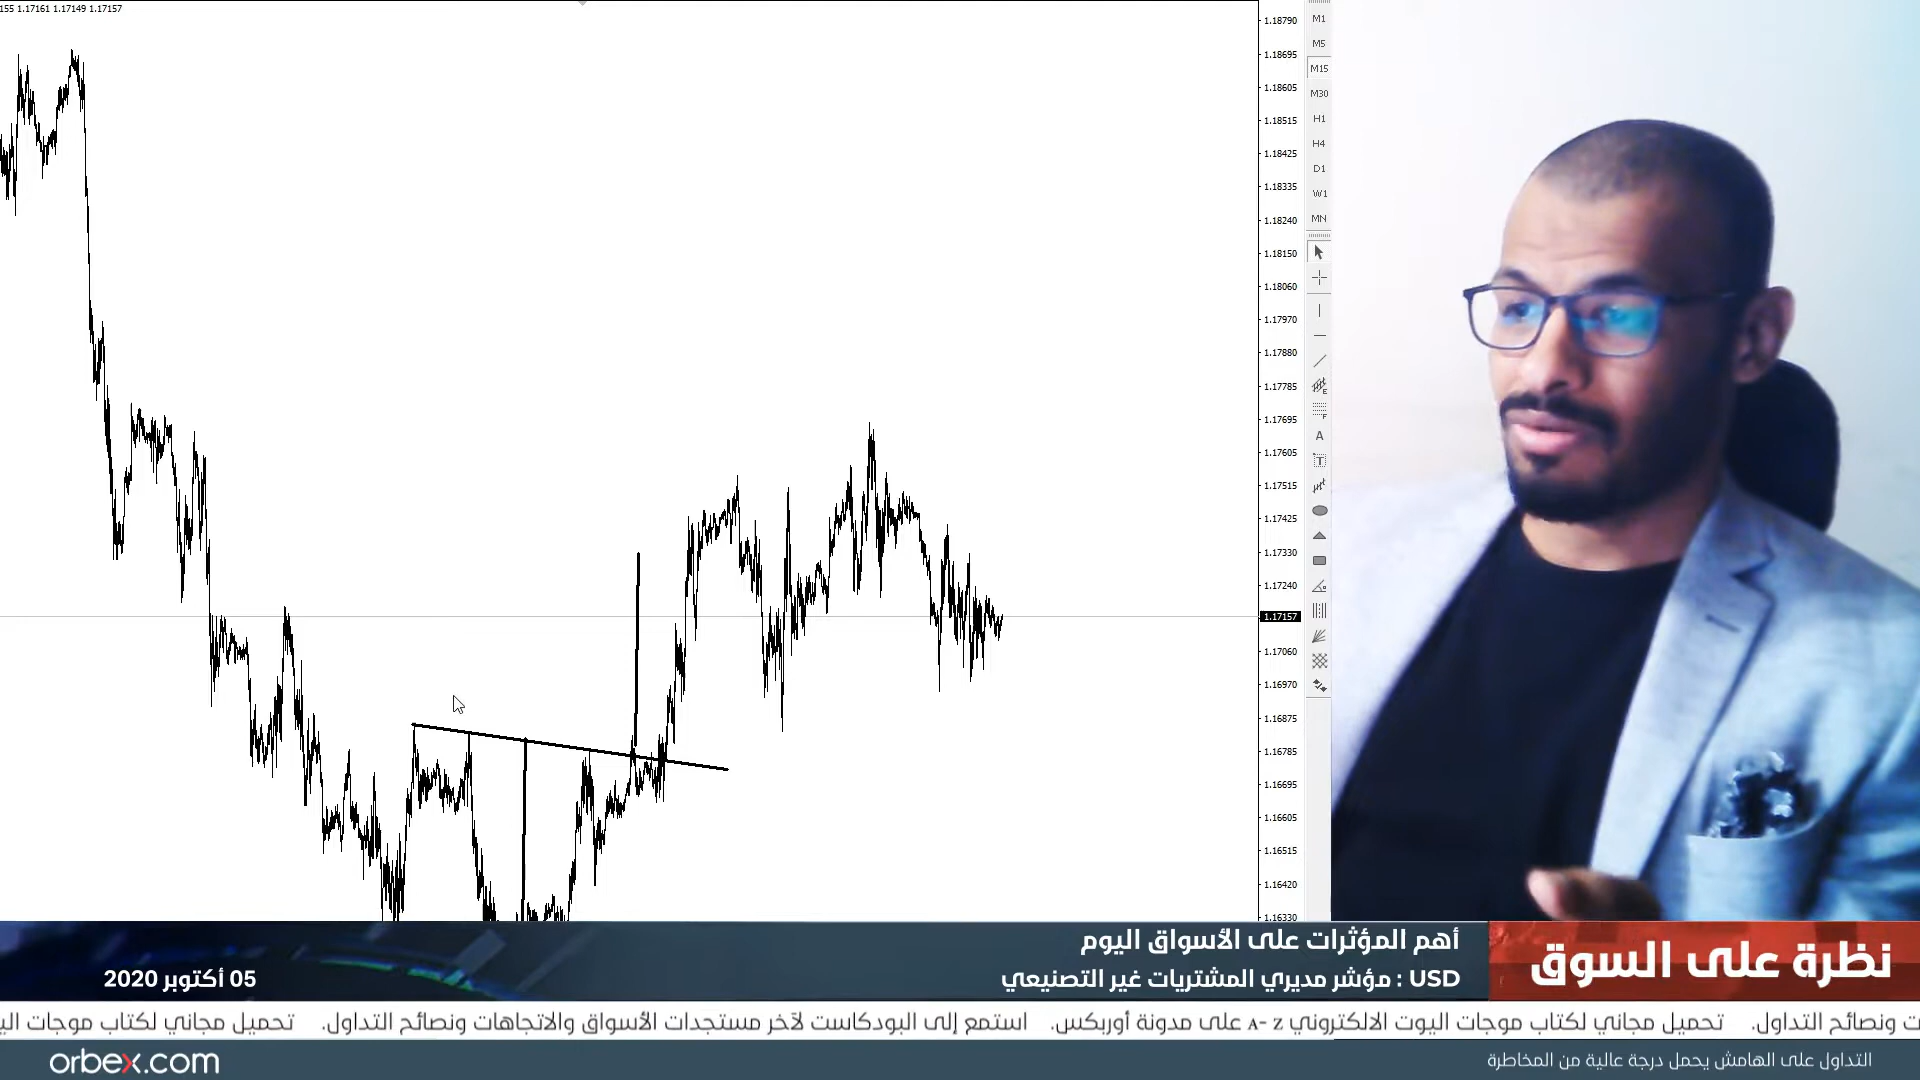 155 1.17161 1.17149 1.17157
1.18790
1.18695
1.18605
1.18515
1.18425
1.18335
1.18240
1.18150
1.18060
1.17970
1.17880
1.17785
1.17695
1.17605
1.17515
1.17425
1.17330
1.17240
1.17157
1.17060
1.16970
1.16875
1.16785
1.16695
1.16605
1.16515
1.16420
1.16330
M1
M5
M15
M30
H1
H4
D1
W1
MN
E
F
A
T
نظرة على السوق
أهم المؤثرات على الأسواق اليوم
USD : مؤشر مديري المشتريات غير التصنيعي
05 أكتوبر 2020
ت ونصائح التداول. تحميل مجاني لكتاب موجات اليوت الالكتروني A- Z على مدونة أوربكس. استمع إلى البودكاست لآخر مستجدات الأسواق والاتجاهات ونصائح التداول. تحميل مجاني لكتاب موجات الي
التداول على الهامش يحمل درجة عالية من المخاطرة
orbex.com